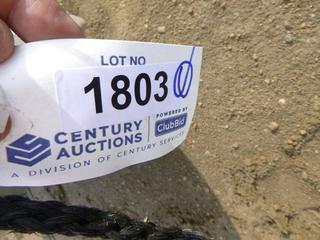 LOT NO
1803
CENTURY
AUCTIONS
POWERED BY
ClubBid
A DIVISION OF CENTURY SERVICES